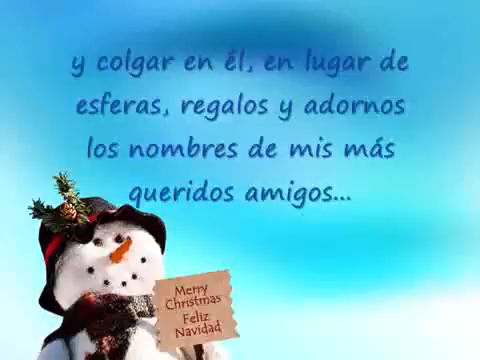 y colgar en él, en lugar de
esferas, regalos y adornos
los nombres de mis más
queridos amigos...
Merry
Christmas
Feliz
Navidad